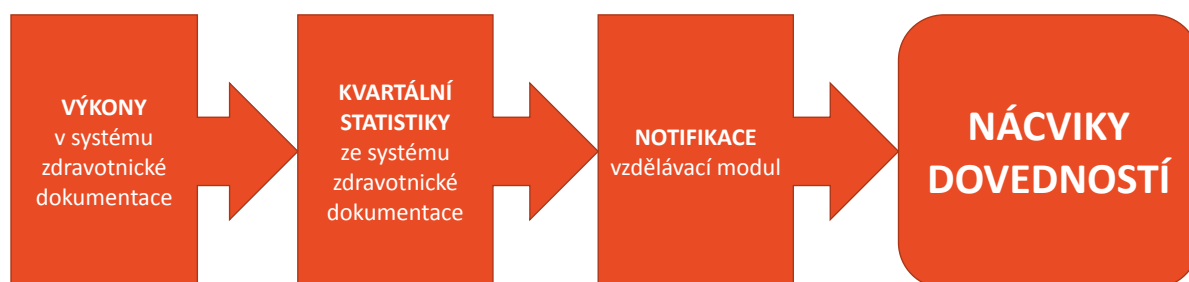 VÝKONY
v systému
zdravotnické
dokumentace
KVARTÁLNÍ
STATISTIKY
ze systému
zdravotnické
dokumentace
NOTIFIKACE
vzdělávací modul
NÁCVIKY
DOVEDNOSTÍ